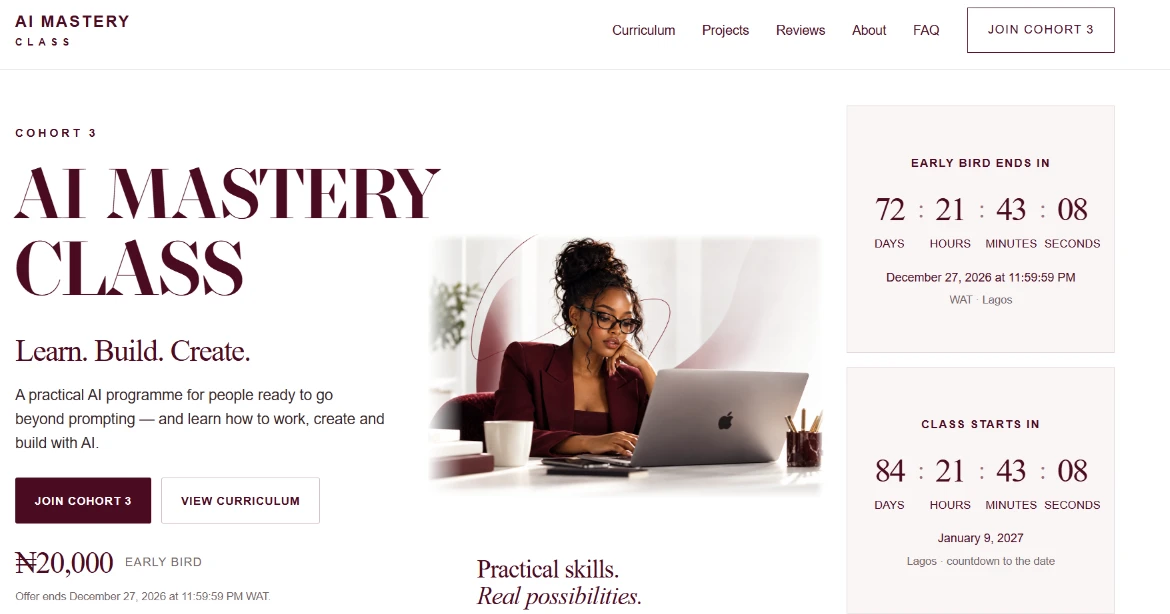 AI MASTERY
CLASS
Curriculum
Projects
Reviews
About
FAQ
JOIN COHORT 3
COHORT 3
AI MASTERY
CLASS
Learn. Build. Create.
A practical AI programme for people ready to go
beyond prompting — and learn how to work, create and
build with AI.
JOIN COHORT 3
VIEW CURRICULUM
₦20,000 EARLY BIRD
Offer ends December 27, 2026 at 11:59:59 PM WAT.
Practical skills.
Real possibilities.
EARLY BIRD ENDS IN
72 : 21 : 43 : 08
DAYS HOURS MINUTES SECONDS
December 27, 2026 at 11:59:59 PM
WAT · Lagos
CLASS STARTS IN
84 : 21 : 43 : 08
DAYS HOURS MINUTES SECONDS
January 9, 2027
Lagos · countdown to the date